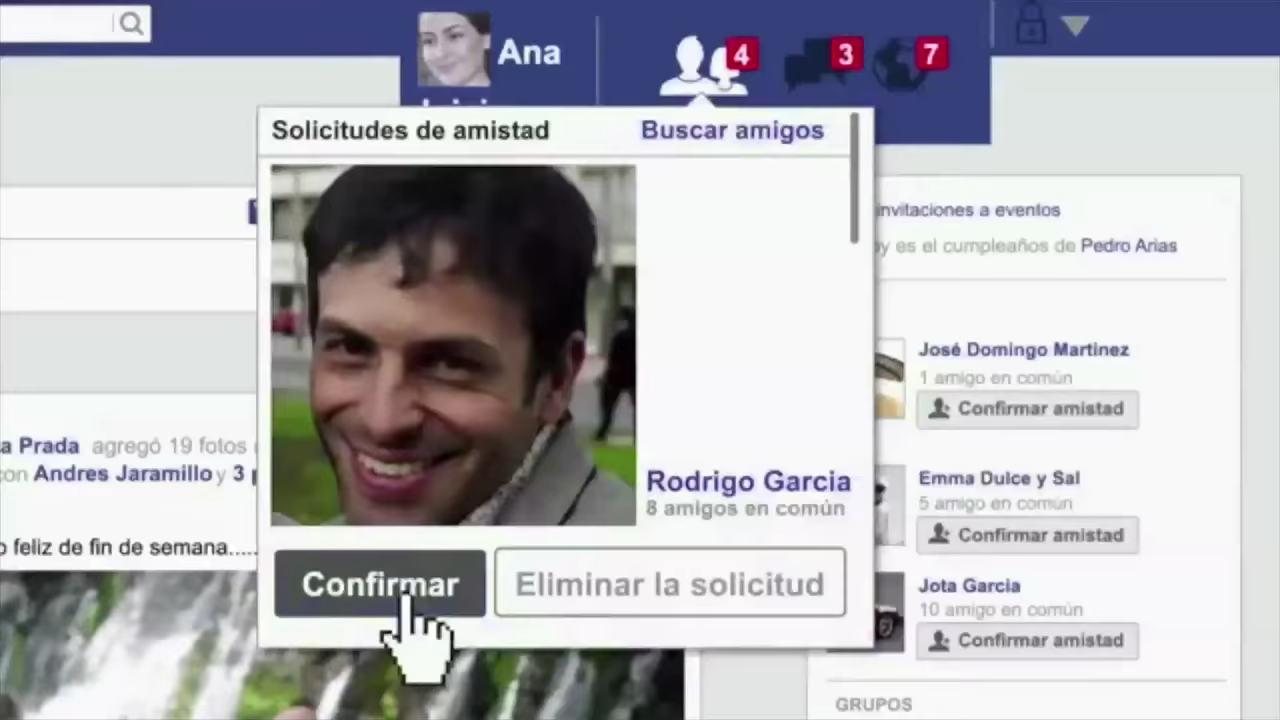 Ana
4
3
7
Solicitudes de amistad
Buscar amigos
Rodrigo Garcia
8 amigos en común
Confirmar
Eliminar la solicitud
invitaciones a eventos
es el cumpleaños de Pedro Arias
José Domingo Martinez
1 amigo en común
Confirmar amistad
Emma Dulce y Sal
5 amigo en común
Confirmar amistad
Jota Garcia
10 amigo en común
Confirmar amistad
GRUPOS
Prada agregó 19 fotos
con Andres Jaramillo y 3
feliz de fin de semana.....